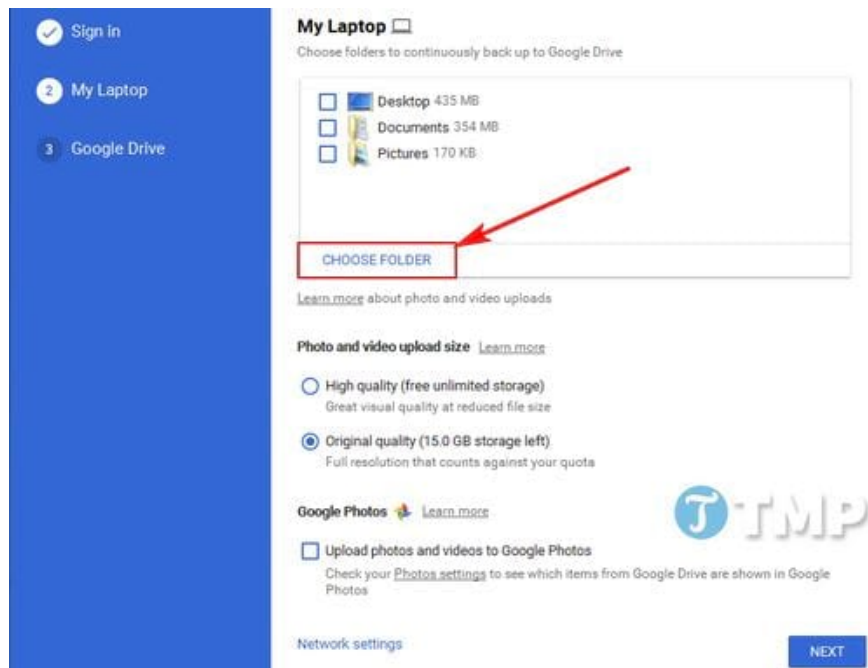 Sign in
2 My Laptop
3 Google Drive
My Laptop
Choose folders to continuously back up to Google Drive
Desktop 435 MB
Documents 354 MB
Pictures 170 KB
CHOOSE FOLDER
Learn more about photo and video uploads
Photo and video upload size Learn more
High quality (free unlimited storage)
Great visual quality at reduced file size
Original quality (15.0 GB storage left)
Full resolution that counts against your quota
Google Photos Learn more
T TMP
Upload photos and videos to Google Photos
Check your Photos settings to see which items from Google Drive are shown in Google
Photos
Network settings
NEXT